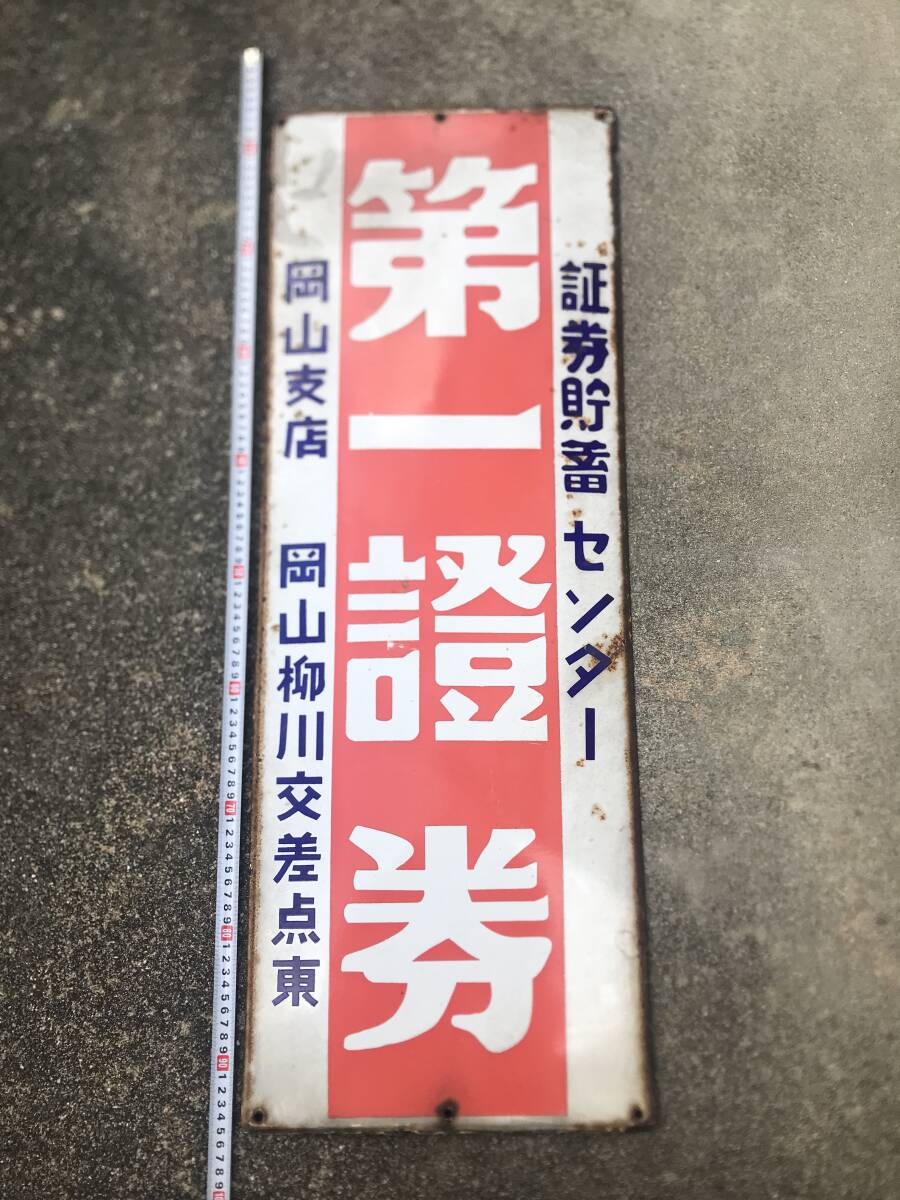 証券貯蓄センター
第一證券
岡山支店 岡山柳川交差点東